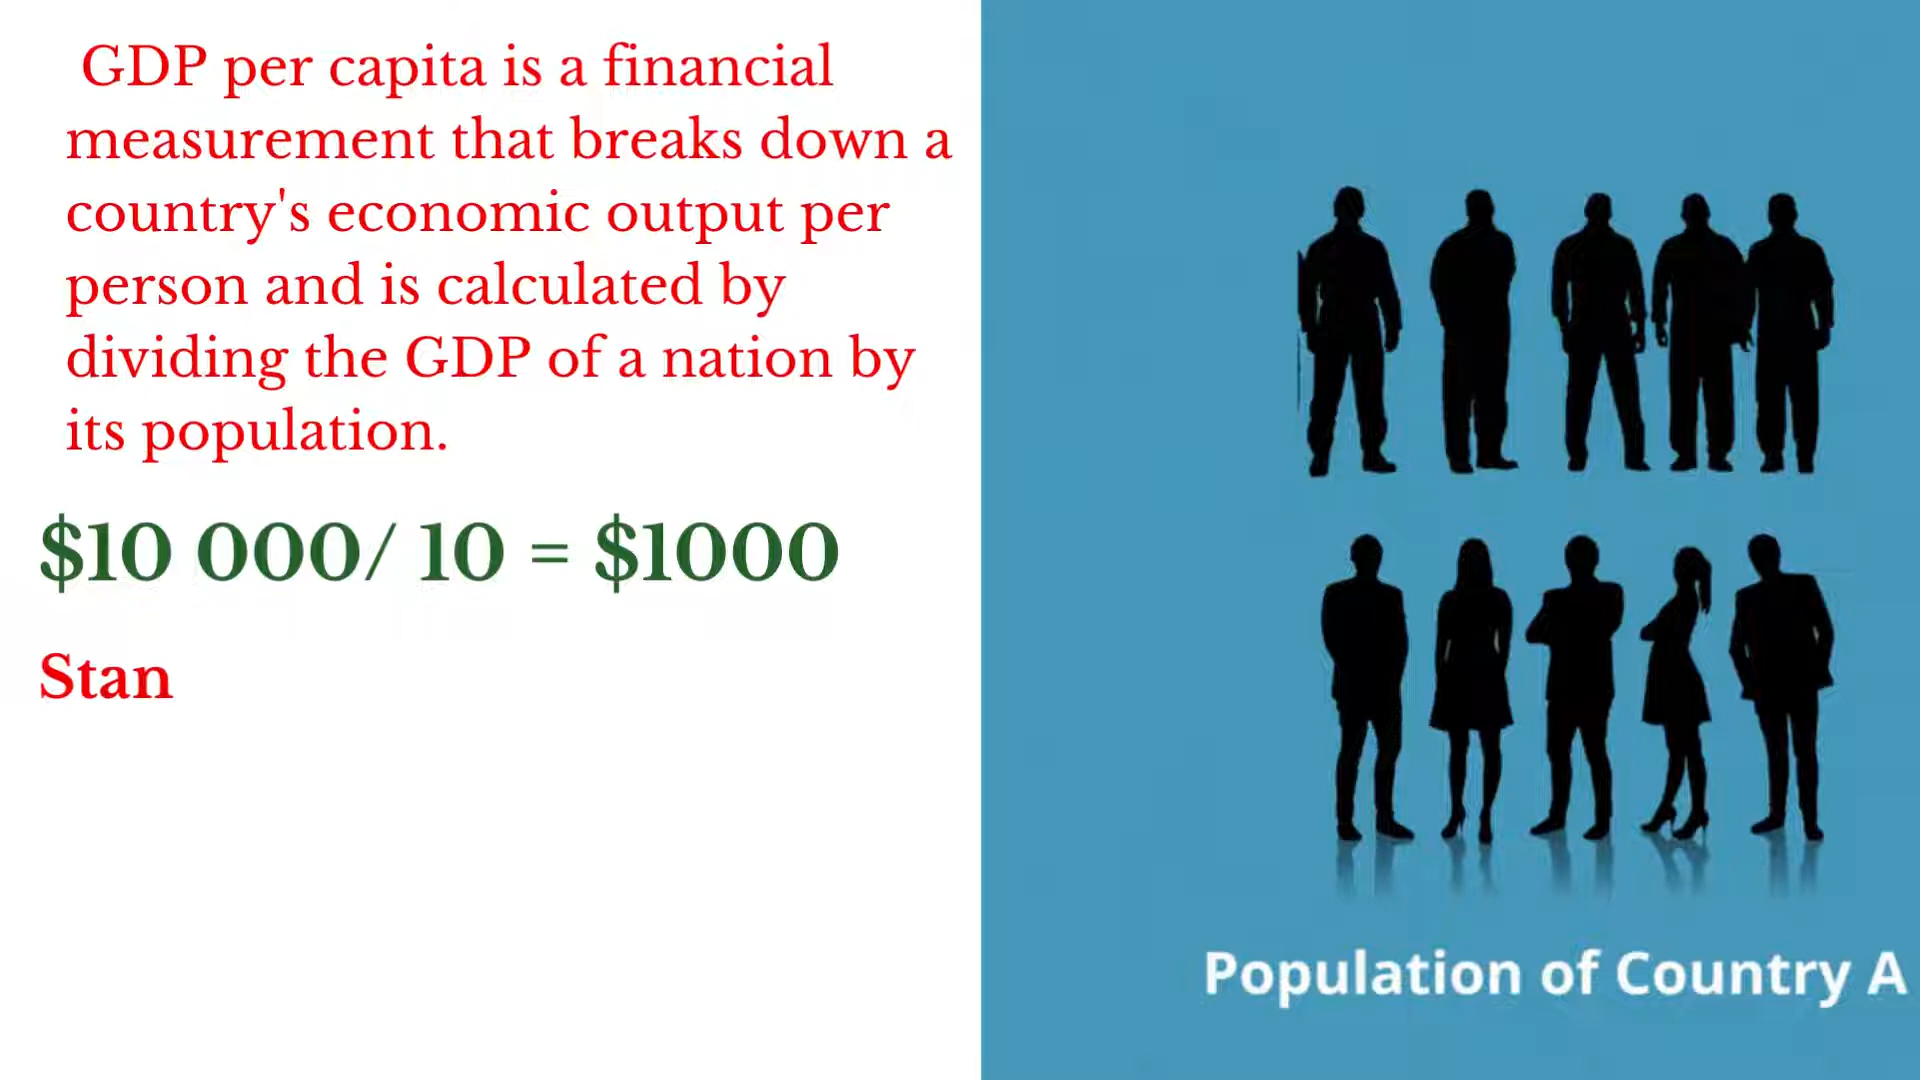 GDP per capita is a financial
measurement that breaks down a
country's economic output per
person and is calculated by
dividing the GDP of a nation by
its population.
$10 000/ 10 = $1000
Stan
Population of Country A